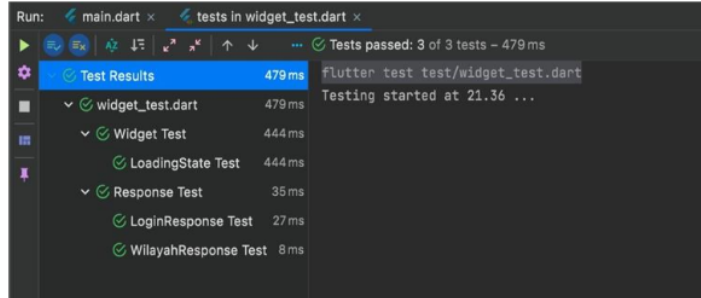 Run: main.dart × tests in widget_test.dart ×
Tests passed: 3 of 3 tests – 479 ms
Test Results 479 ms
widget_test.dart 479 ms
Widget Test 444 ms
LoadingState Test 444 ms
Response Test 35 ms
LoginResponse Test 27 ms
WilayahResponse Test 8 ms
flutter test test/widget_test.dart
Testing started at 21.36 ...